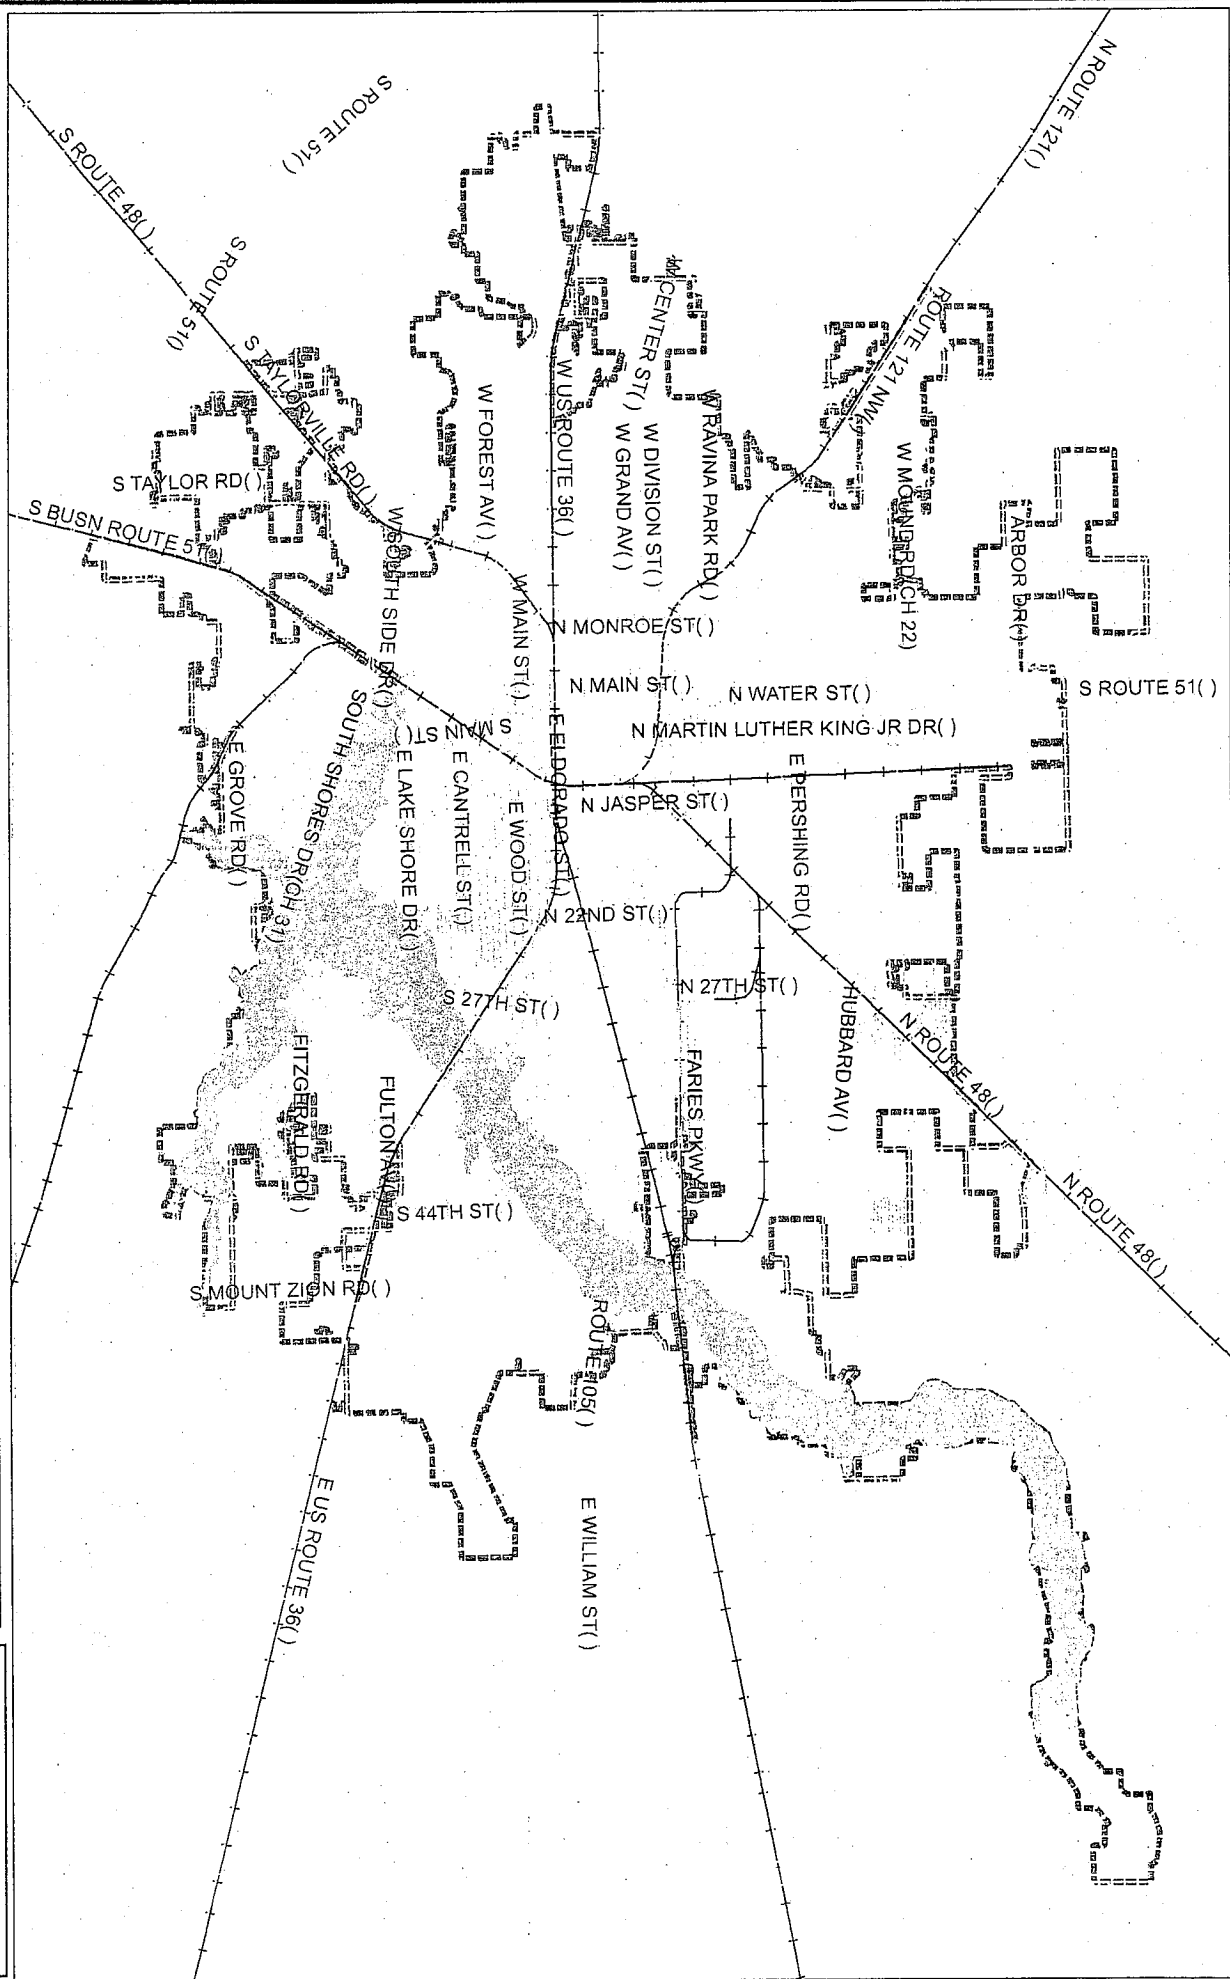 N ROUTE 121( )
S ROUTE 51( )
S ROUTE 48( )
S ROUTE 51( )
W CENTER ST( )
ROUTE 121 NW( )
S TAYLORVILLE RD( )
W FOREST AV( )
W US ROUTE 36( )
W GRAND AV( )
W DIVISION ST( )
W RAVINA PARK RD( )
W MOUND RD(CH 22)
ARBOR DR( )
S TAYLOR RD( )
S BUSN ROUTE 51( )
W SOUTH SIDE DR( )
W MAIN ST( )
N MONROE ST( )
N MAIN ST( )
N WATER ST( )
S ROUTE 51( )
N MARTIN LUTHER KING JR DR( )
S MAIN ST( )
SOUTH SHORES DR(CH 31)
E GROVE RD( )
E LAKE SHORE DR( )
E CANTRELL ST( )
E WOOD ST( )
E ELDORADO ST( )
N JASPER ST( )
E PERSHING RD( )
N 22ND ST( )
S 27TH ST( )
N 27TH ST( )
HUBBARD AV( )
N ROUTE 48( )
FITZGERALD RD( )
FULTON AV( )
FARIES PKWY( )
S 44TH ST( )
N ROUTE 48( )
S MOUNT ZION RD( )
ROUTE 105( )
E US ROUTE 36( )
E WILLIAM ST( )